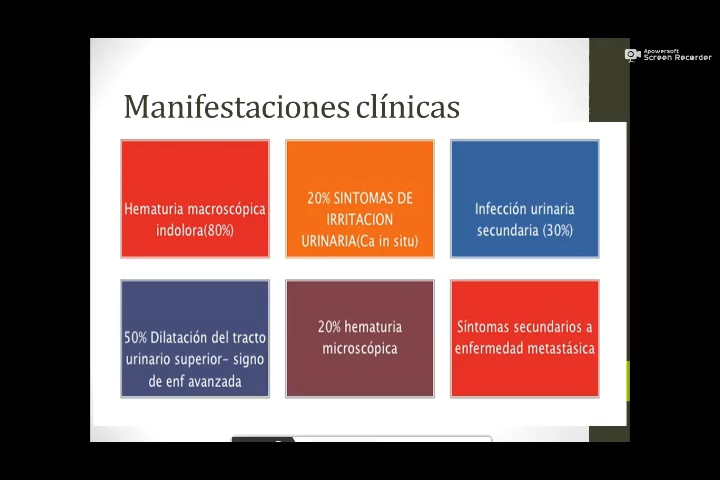 Apowersoft
Screen Recorder
Manifestaciones clínicas
Hematuria macroscópica
indolora(80%)
20% SINTOMAS DE
IRRITACION
URINARIA(Ca in situ)
Infección urinaria
secundaria (30%)
50% Dilatación del tracto
urinario superior- signo
de enf avanzada
20% hematuria
microscópica
Síntomas secundarios a
enfermedad metastásica